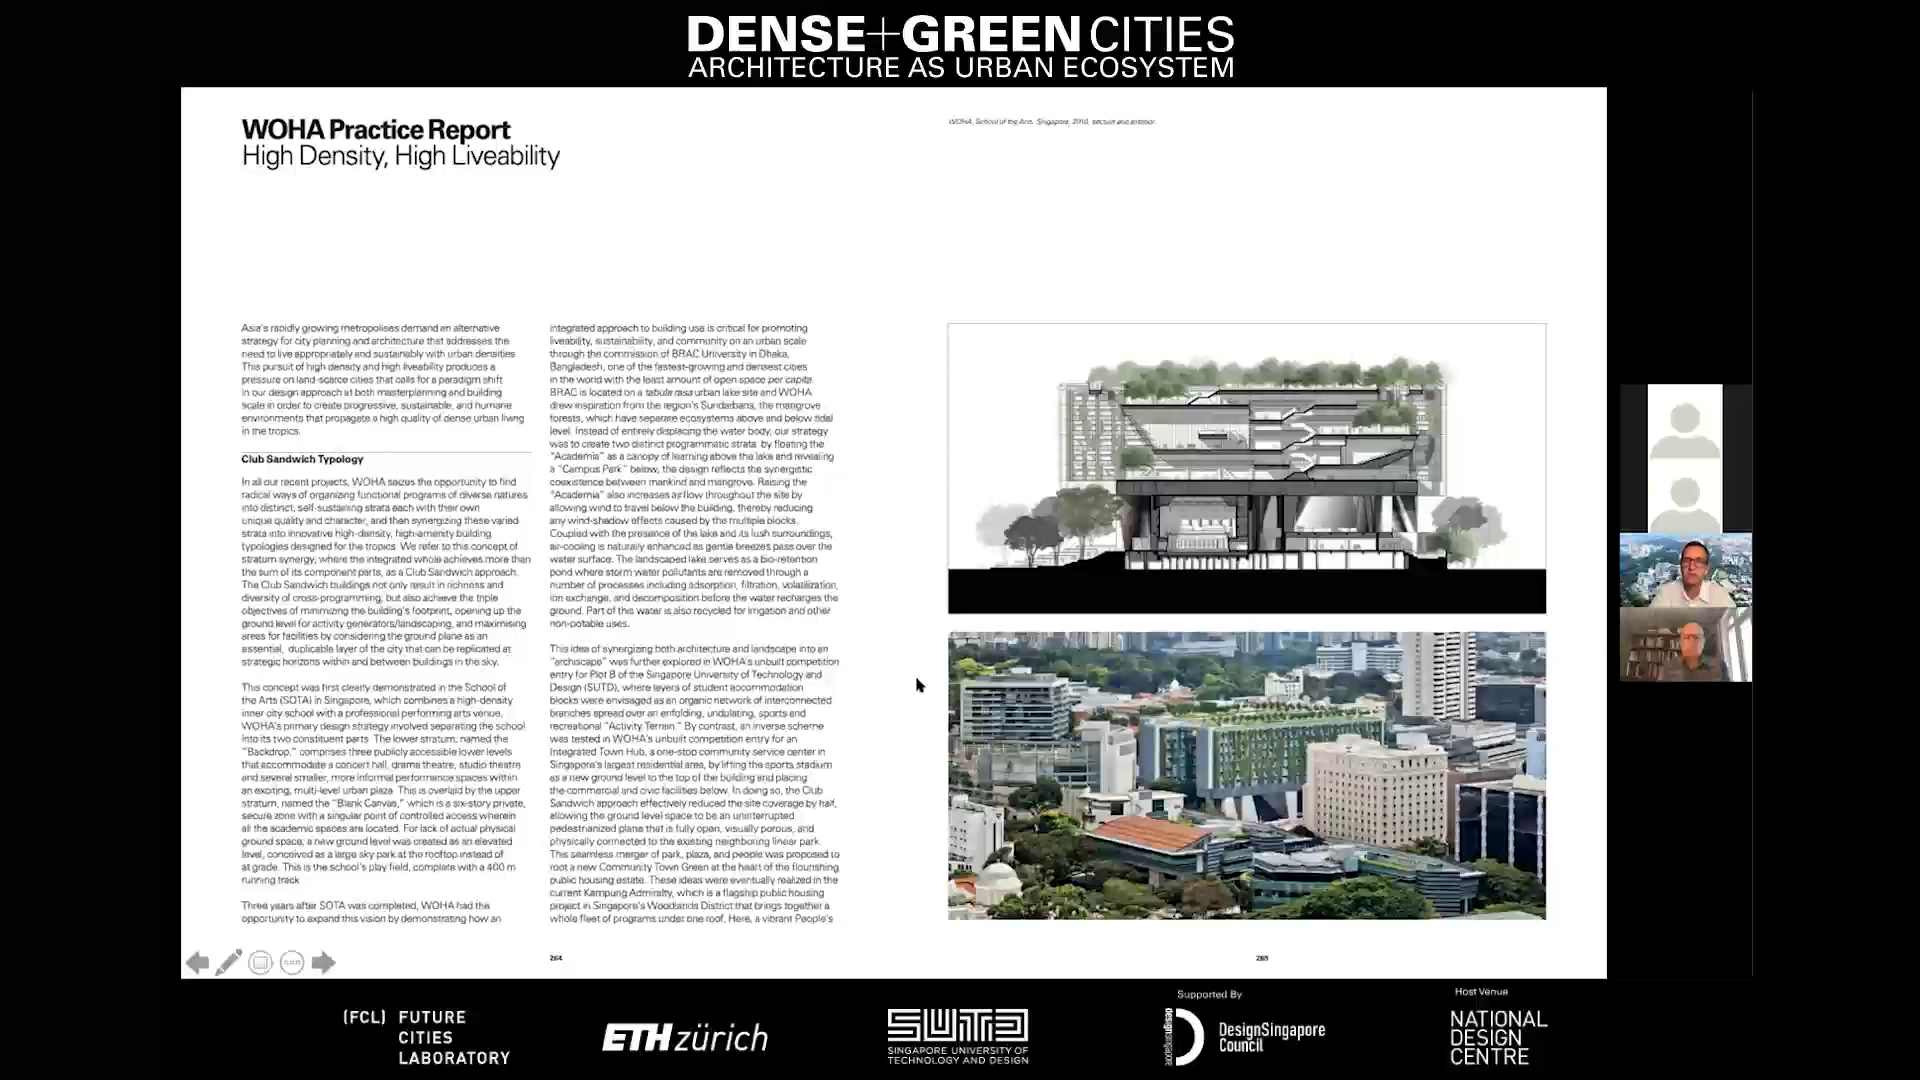 DENSE+GREEN CITIES
ARCHITECTURE AS URBAN ECOSYSTEM
WOHA Practice Report
High Density, High Liveability
WOHA, School of the Arts, Singapore, 2010, section and exterior.
Asia's rapidly growing metropolises demand an alternative
strategy for city planning and architecture that addresses the
need to live appropriately and sustainably with urban densities.
This pursuit of high density and high liveability produces a
pressure on land-scarce cities that calls for a paradigm shift
in our design approach at both masterplanning and building
scale in order to create progressive, sustainable, and humane
environments that propagate a high quality of dense urban living
in the tropics.
Club Sandwich Typology
In all our recent projects, WOHA seizes the opportunity to find
radical ways of organizing functional programs of diverse natures
into distinct, self-sustaining strata each with their own
unique quality and character, and then synergizing these varied
strata into innovative high-density, high-amenity building
typologies designed for the tropics. We refer to this concept of
stratum synergy, where the integrated whole achieves more than
the sum of its component parts, as a Club Sandwich approach.
The Club Sandwich buildings not only result in richness and
diversity of cross-programming, but also achieve the triple
objectives of minimizing the building's footprint, opening up the
ground level for activity generators/landscaping, and maximising
areas for facilities by considering the ground plane as an
essential, duplicable layer of the city that can be replicated at
strategic horizons within and between buildings in the sky.
This concept was first clearly demonstrated in the School of
the Arts (SOTA) in Singapore, which combines a high-density
inner city school with a professional performing arts venue.
WOHA's primary design strategy involved separating the school
into its two constituent parts. The lower stratum, named the
"Backdrop," comprises three publicly accessible lower levels
that accommodate a concert hall, drama theatre, studio theatre
and several smaller, more informal performance spaces within
an exciting, multi-level urban plaza. This is overlaid by the upper
stratum, named the "Blank Canvas," which is a six-story private,
secure zone with a singular point of controlled access wherein
all the academic spaces are located. For lack of actual physical
ground space, a new ground level was created as an elevated
level, conceived as a large sky park at the rooftop instead of
at grade. This is the school's play field, complete with a 400 m
running track.
Three years after SOTA was completed, WOHA had the
opportunity to expand this vision by demonstrating how an
integrated approach to building use is critical for promoting
liveability, sustainability, and community on an urban scale
through the commission of BRAC University in Dhaka,
Bangladesh, one of the fastest-growing and densest cities
in the world with the least amount of open space per capita.
BRAC is located on a tabula rasa urban lake site and WOHA
drew inspiration from the region's Sundarbans, the mangrove
forests, which have separate ecosystems above and below tidal
level. Instead of entirely displacing the water body, our strategy
was to create two distinct programmatic strata: by floating the
"Academia" as a canopy of learning above the lake and revealing
a "Campus Park" below, the design reflects the synergistic
coexistence between mankind and mangrove. Raising the
"Academia" also increases airflow throughout the site by
allowing wind to travel below the building, thereby reducing
any wind-shadow effects caused by the multiple blocks.
Coupled with the presence of the lake and its lush surroundings,
air-cooling is naturally enhanced as gentle breezes pass over the
water surface. The landscaped lake serves as a bio-retention
pond where storm water pollutants are removed through a
number of processes including adsorption, filtration, volatilization,
ion exchange, and decomposition before the water recharges the
ground. Part of this water is also recycled for irrigation and other
non-potable uses.
This idea of synergizing both architecture and landscape into an
"archscape" was further explored in WOHA's unbuilt competition
entry for Plot B of the Singapore University of Technology and
Design (SUTD), where layers of student accommodation
blocks were envisaged as an organic network of interconnected
branches spread over an enfolding, undulating, sports and
recreational "Activity Terrain." By contrast, an inverse scheme
was tested in WOHA's unbuilt competition entry for an
Integrated Town Hub, a one-stop community service center in
Singapore's largest residential area, by lifting the sports stadium
as a new ground level to the top of the building and placing
the commercial and civic facilities below. In doing so, the Club
Sandwich approach effectively reduced the site coverage by half,
allowing the ground level space to be an uninterrupted
pedestrianized plane that is fully open, visually porous, and
physically connected to the existing neighboring linear park.
This seamless merger of park, plaza, and people was proposed to
root a new Community Town Green at the heart of the flourishing
public housing estate. These ideas were eventually realized in the
current Kampung Admiralty, which is a flagship public housing
project in Singapore's Woodlands District that brings together a
whole fleet of programs under one roof. Here, a vibrant People's
264
265
(FCL) FUTURE
CITIES
LABORATORY
ETH zürich
SUTD
SINGAPORE UNIVERSITY OF
TECHNOLOGY AND DESIGN
Supported By
designsingapore
DesignSingapore
Council
Host Venue
NATIONAL
DESIGN
CENTRE